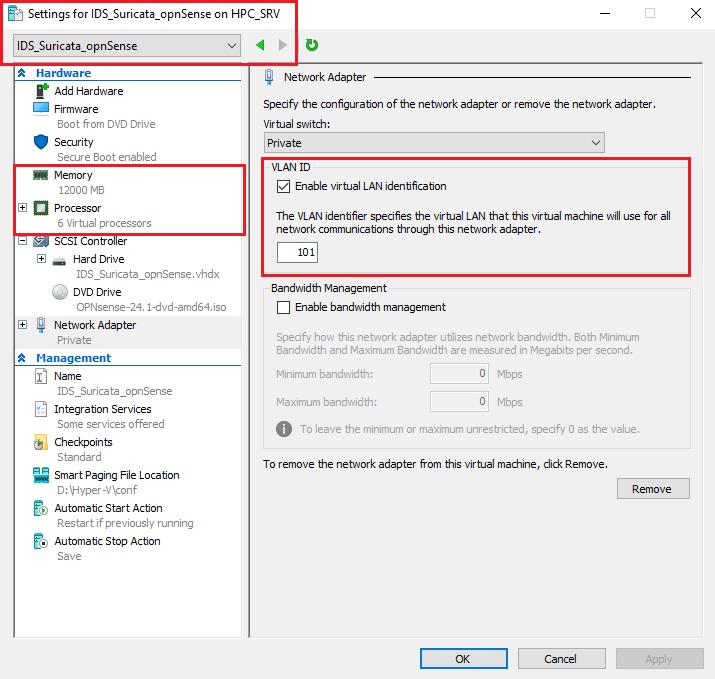 Settings for IDS_Suricata_opnSense on HPC_SRV
IDS_Suricata_opnSense
Hardware
Add Hardware
Firmware
Boot from DVD Drive
Security
Secure Boot enabled
Memory
12000 MB
Processor
6 Virtual processors
SCSI Controller
Hard Drive
IDS_Suricata_opnSense.vhdx
DVD Drive
OPNsense-24.1-dvd-amd64.iso
Network Adapter
Private
Management
Name
IDS_Suricata_opnSense
Integration Services
Some services offered
Checkpoints
Standard
Smart Paging File Location
D:\Hyper-V\conf
Automatic Start Action
Restart if previously running
Automatic Stop Action
Save
Network Adapter
Specify the configuration of the network adapter or remove the network adapter.
Virtual switch:
Private
VLAN ID
Enable virtual LAN identification
The VLAN identifier specifies the virtual LAN that this virtual machine will use for all
network communications through this network adapter.
101
Bandwidth Management
Enable bandwidth management
Specify how this network adapter utilizes network bandwidth. Both Minimum
Bandwidth and Maximum Bandwidth are measured in Megabits per second.
Minimum bandwidth: 0 Mbps
Maximum bandwidth: 0 Mbps
To leave the minimum or maximum unrestricted, specify 0 as the value.
To remove the network adapter from this virtual machine, click Remove.
Remove
OK Cancel Apply